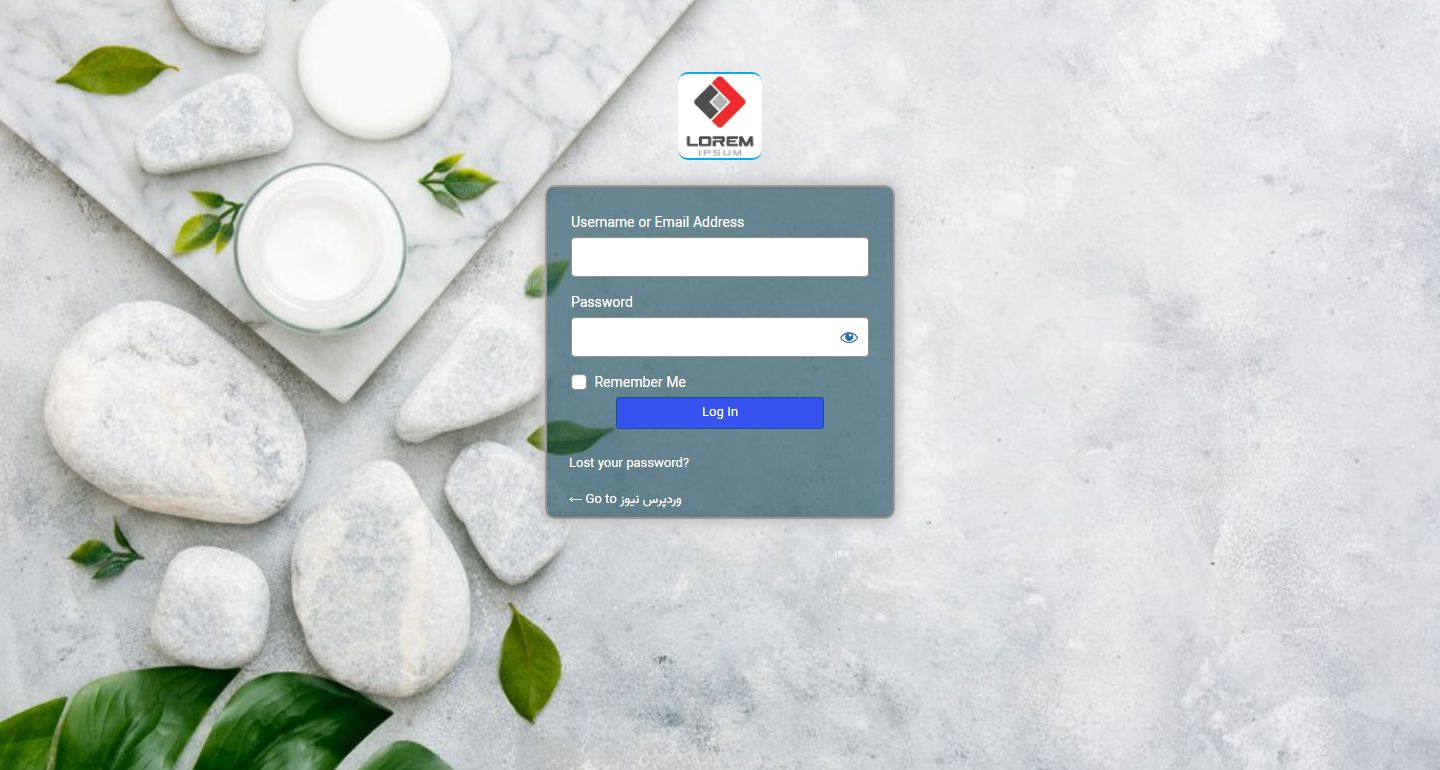 LOREM
IPSUM
Username or Email Address
Password
Remember Me
Log In
Lost your password?
← Go to وردپرس نیوز